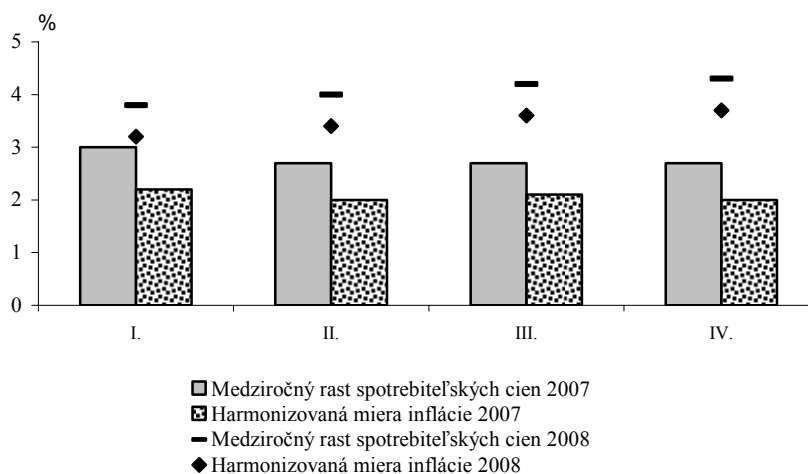 %
5
4
3
2
1
0
I. II. III. IV.
Medziročný rast spotrebiteľských cien 2007
Harmonizovaná miera inflácie 2007
Medziročný rast spotrebiteľských cien 2008
Harmonizovaná miera inflácie 2008